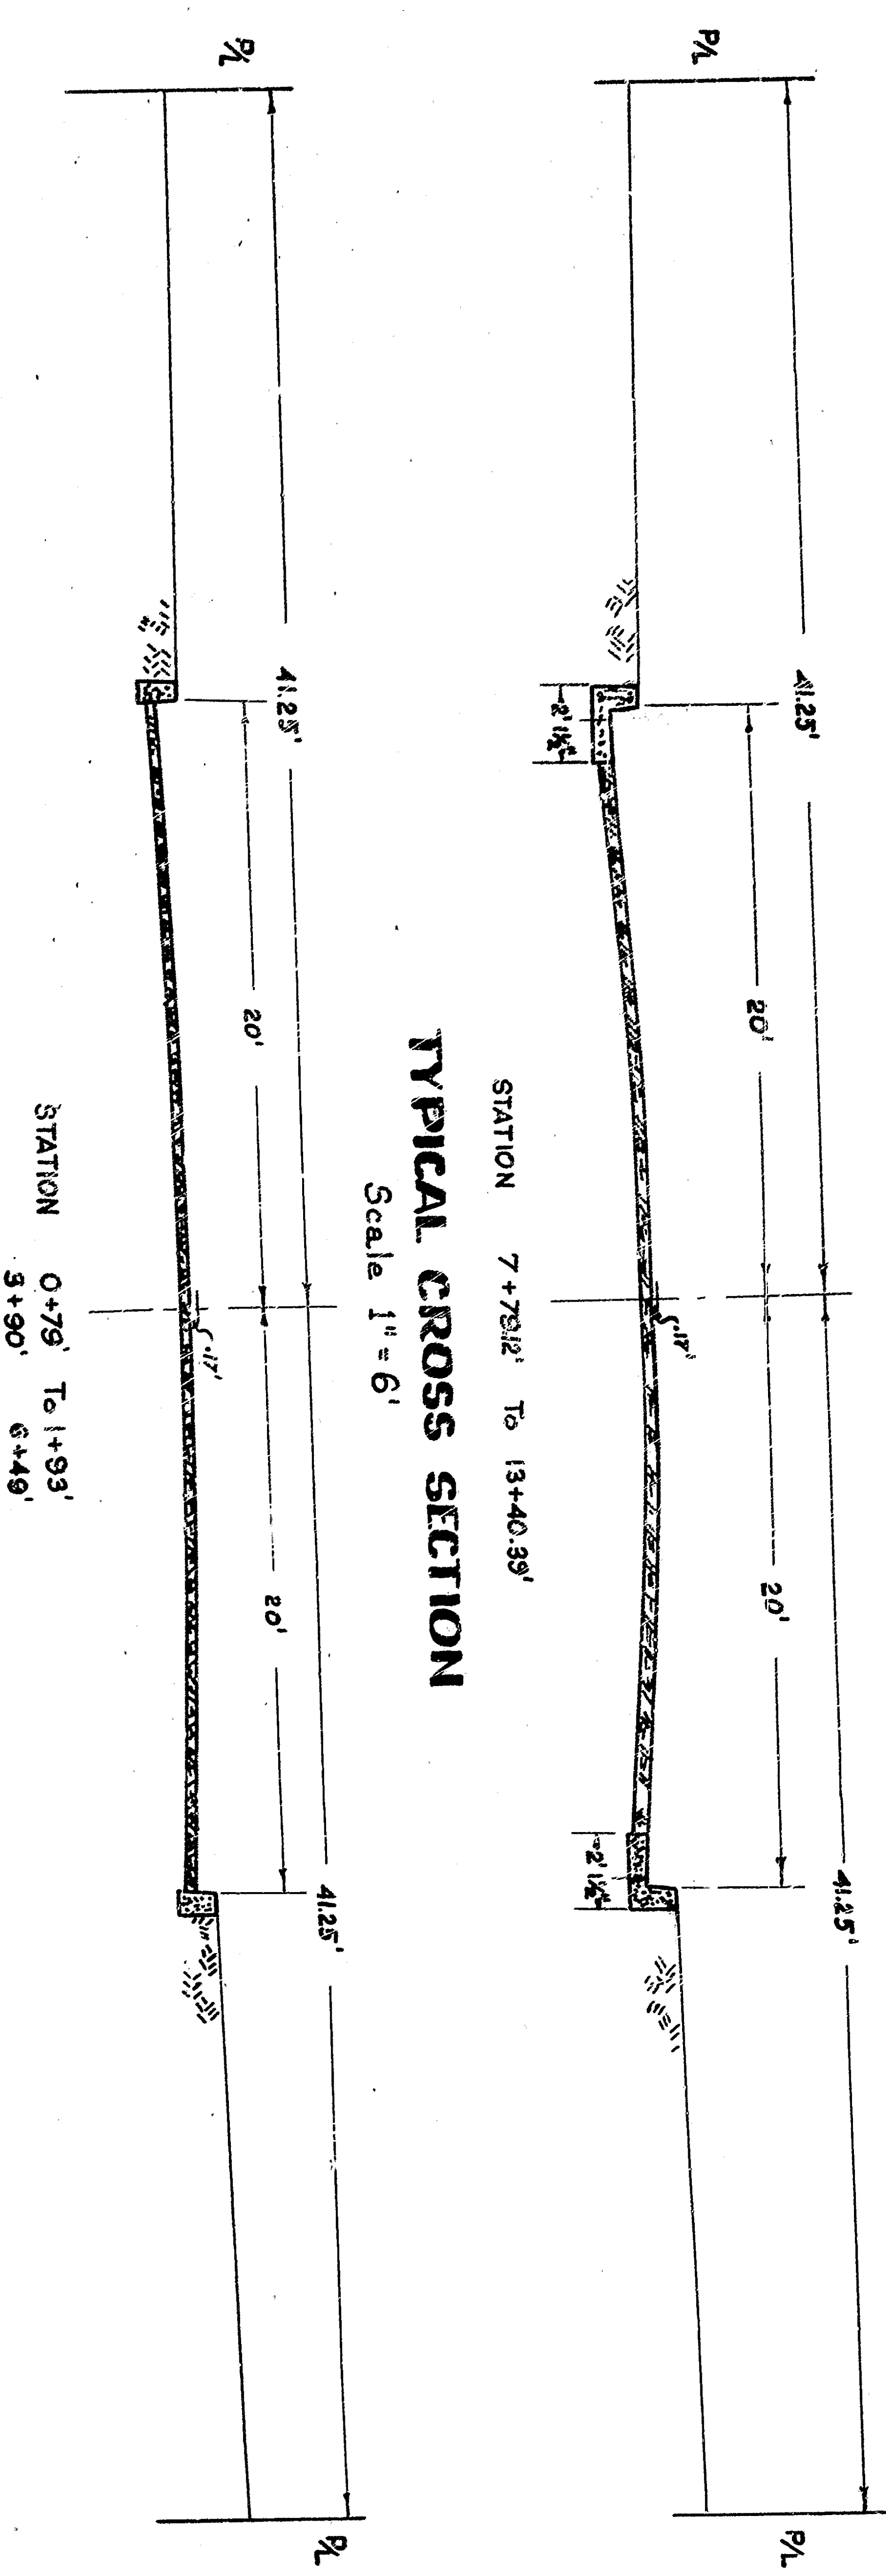 P/L 41.25' 41.25' P/L
20' 20'
.17'
2' 1½" 2' 1½"
STATION 7+79.12' To 13+40.39'
TYPICAL CROSS SECTION
Scale 1" = 6'
P/L 41.25' 41.25' P/L
20' 20'
.17'
STATION 0+79' To 1+93'
3+90' 6+49'